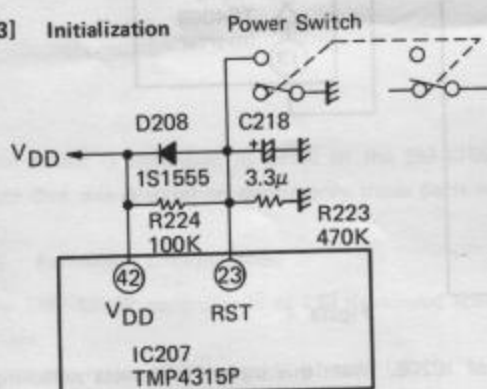 3] Initialization
Power Switch
D208
C218
VDD
+
1S1555
3.3μ
R224
100K
R223
470K
42
23
VDD
RST
IC207
TMP4315P